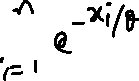 n
e^{-x_i/θ}
i=1